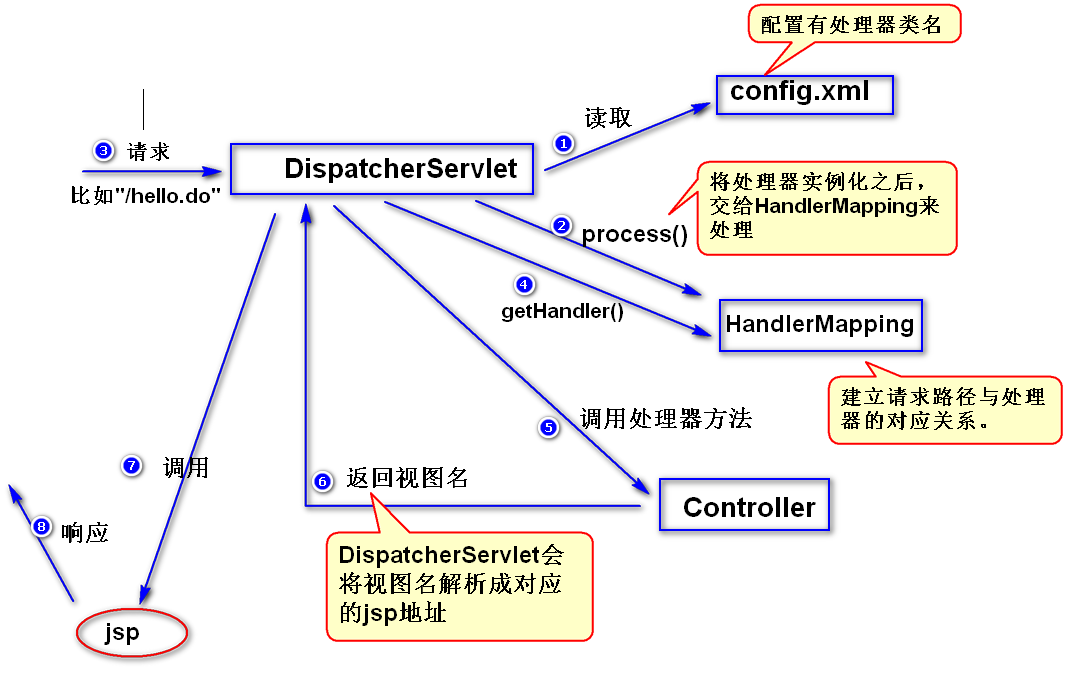 配置有处理器类名
config.xml
① 读取
③ 请求
DispatcherServlet
比如"/hello.do"
将处理器实例化之后，
交给HandlerMapping来
处理
② process()
④
getHandler()
HandlerMapping
建立请求路径与处理
器的对应关系。
⑤ 调用处理器方法
⑦ 调用
⑥ 返回视图名
Controller
⑧ 响应
DispatcherServlet会
将视图名解析成对应
的jsp地址
jsp